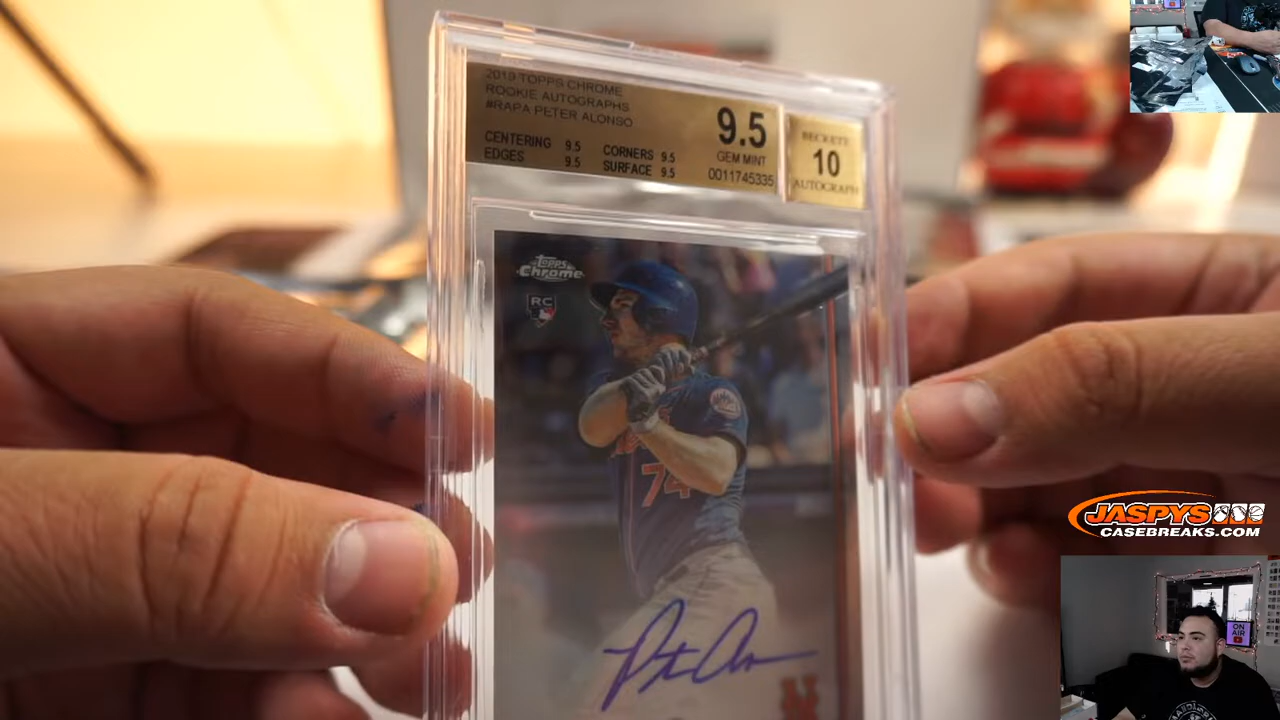 2019 TOPPS CHROME
ROOKIE AUTOGRAPHS
#RAPA PETER ALONSO
CENTERING 9.5 CORNERS 9.5
EDGES 9.5 SURFACE 9.5
9.5
GEM MINT
0011745335
BECKETT
10
AUTOGRAPH
Topps
Chrome
RC
74
JASPYS
CASEBREAKS.COM
ON
AIR